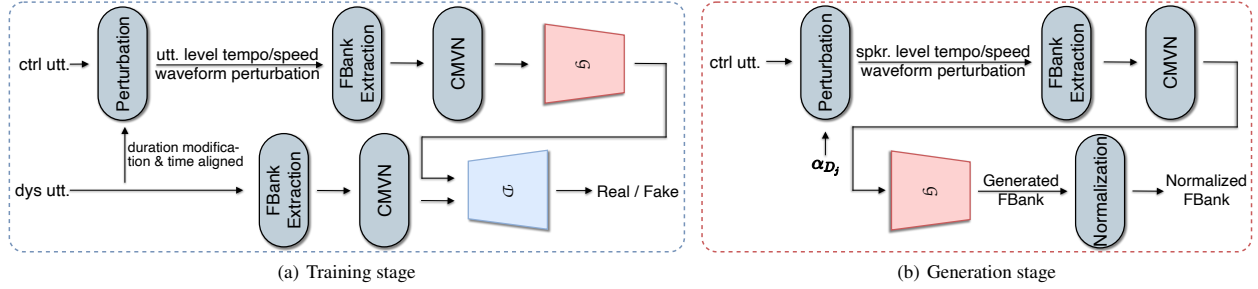 ctrl utt.
Perturbation
utt. level tempo/speed
waveform perturbation
FBank
Extraction
CMVN
G
duration modifica-
tion & time aligned
dys utt.
FBank
Extraction
CMVN
D
Real / Fake
(a) Training stage
ctrl utt.
Perturbation
spkr. level tempo/speed
waveform perturbation
FBank
Extraction
CMVN
α_{D_j}
G
Generated
FBank
Normalization
Normalized
FBank
(b) Generation stage